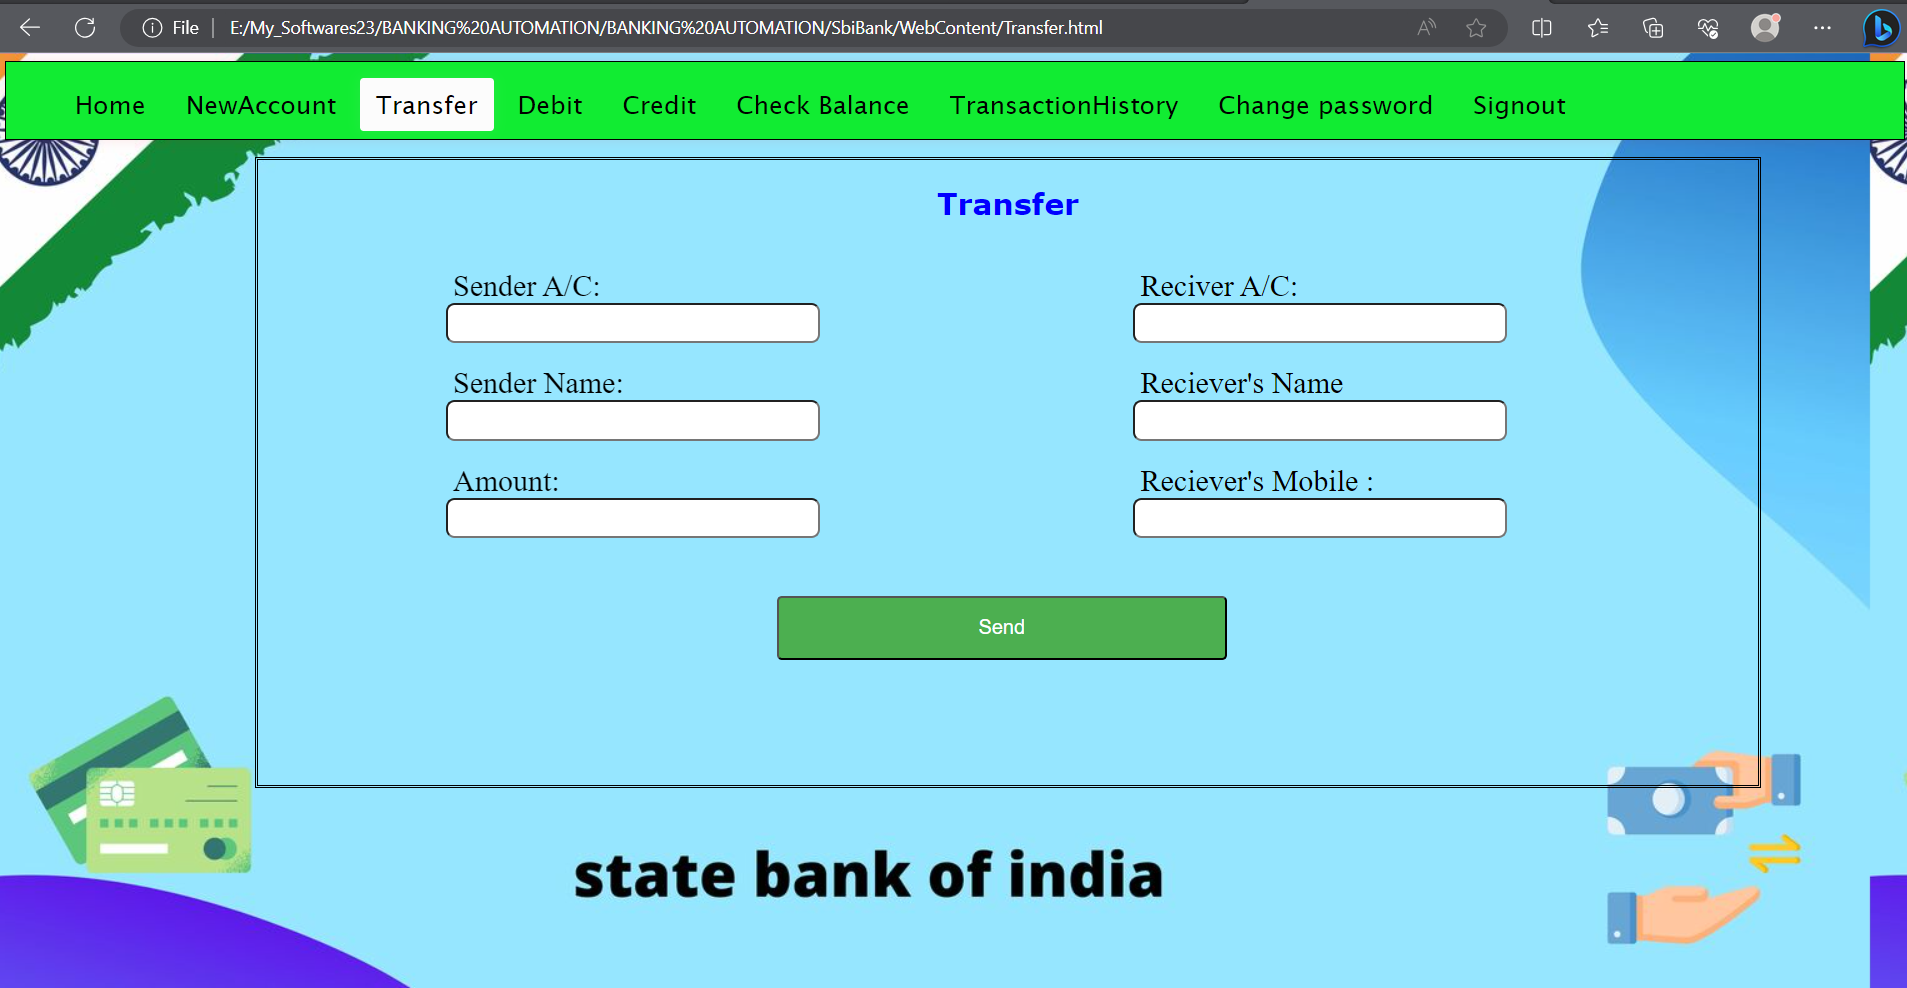 File | E:/My_Softwares23/BANKING%20AUTOMATION/BANKING%20AUTOMATION/SbiBank/WebContent/Transfer.html
Home NewAccount Transfer Debit Credit Check Balance TransactionHistory Change password Signout
Transfer
Sender A/C: Reciver A/C:
Sender Name: Reciever's Name
Amount: Reciever's Mobile :
Send
state bank of india